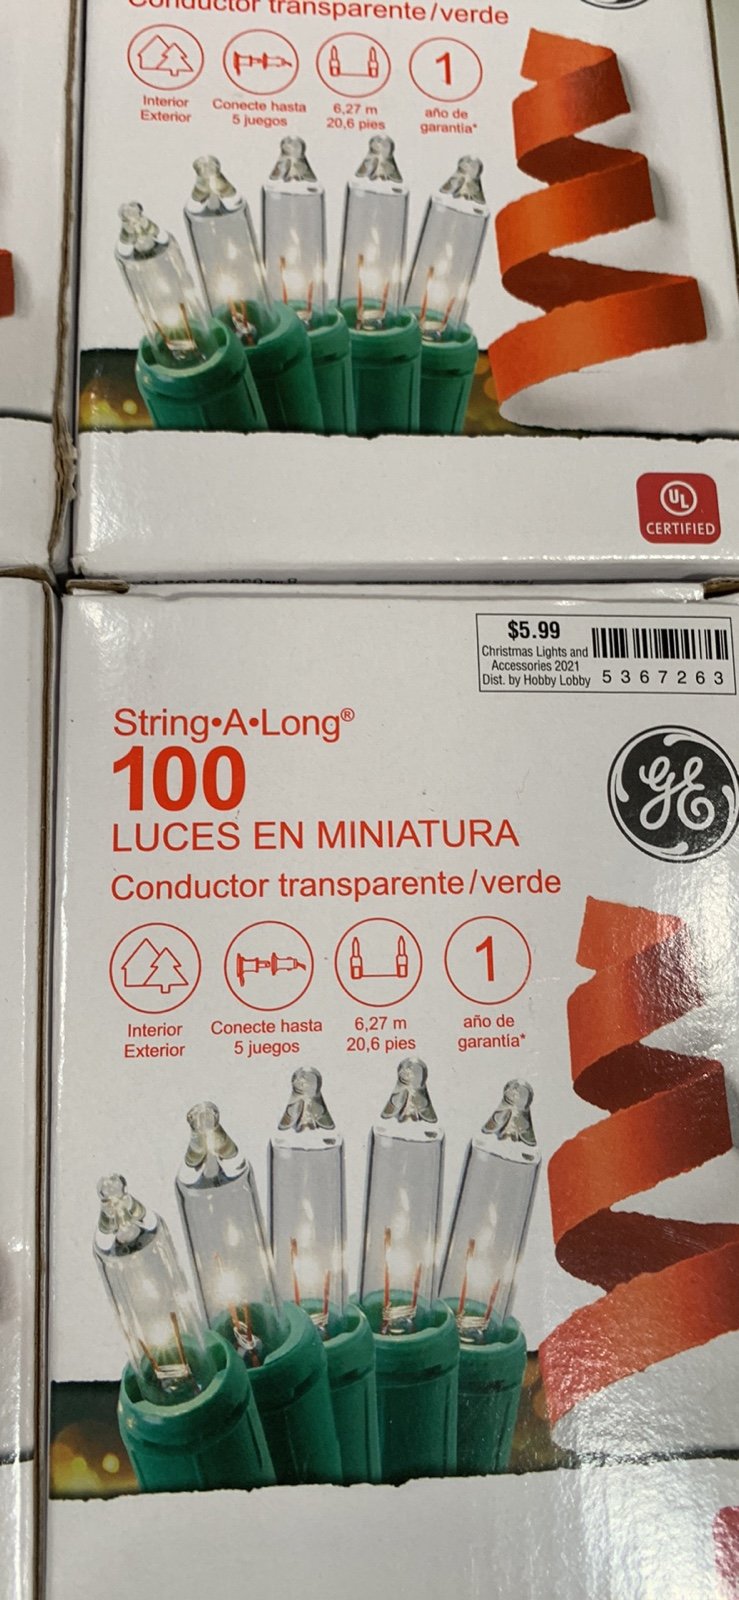 Conductor transparente/verde
1
Interior
Exterior
Conecte hasta
5 juegos
6,27 m
20,6 pies
año de
garantía*
UL
CERTIFIED
$5.99
Christmas Lights and
Accessories 2021
Dist. by Hobby Lobby
5367263
String•A•Long®
100
LUCES EN MINIATURA
GE
Conductor transparente/verde
1
Interior
Exterior
Conecte hasta
5 juegos
6,27 m
20,6 pies
año de
garantía*